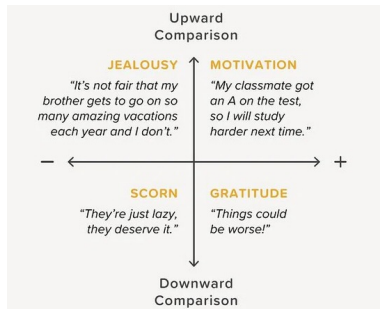 Upward
Comparison
JEALOUSY
"It's not fair that my
brother gets to go on so
many amazing vacations
each year and I don't."
MOTIVATION
"My classmate got
an A on the test,
so I will study
harder next time."
−
+
SCORN
"They're just lazy,
they deserve it."
GRATITUDE
"Things could
be worse!"
Downward
Comparison